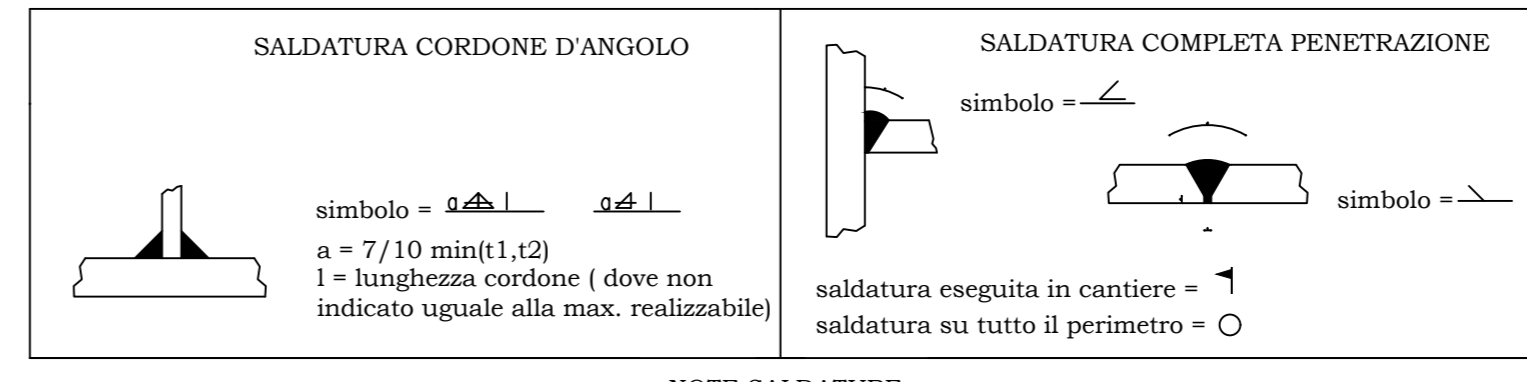 SALDATURA CORDONE D'ANGOLO
simbolo = a l a l
a = 7/10 min(t1,t2)
l = lunghezza cordone ( dove non
indicato uguale alla max. realizzabile)
SALDATURA COMPLETA PENETRAZIONE
simbolo =
simbolo =
saldatura eseguita in cantiere =
saldatura su tutto il perimetro =
NOTE SALDATURE